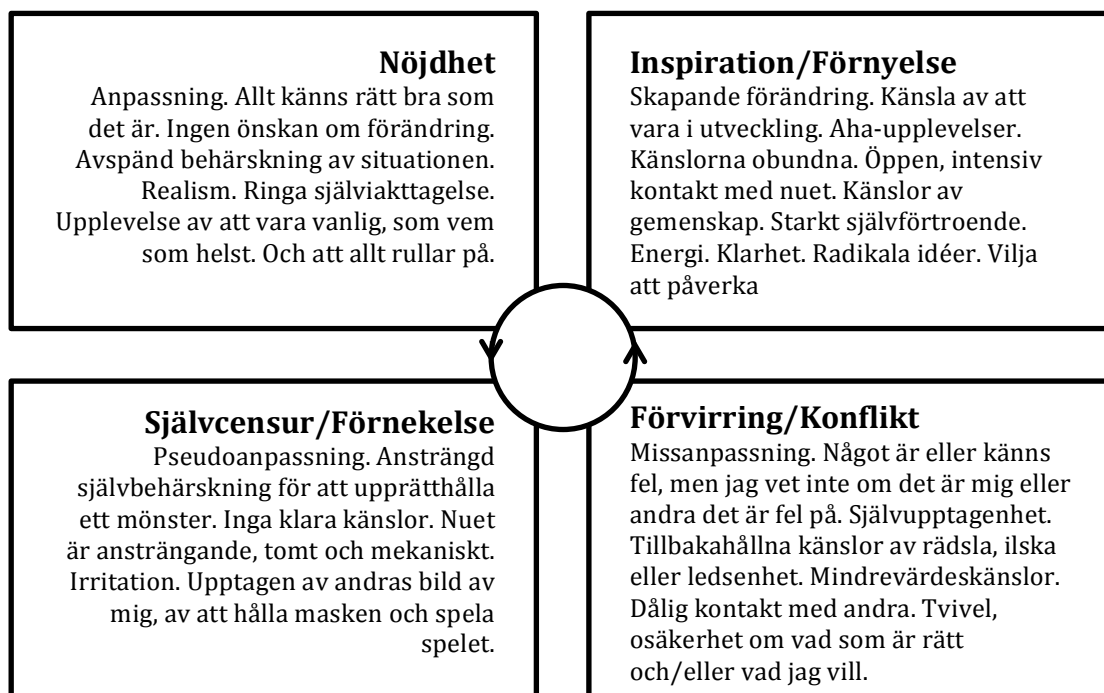 Nöjdhet
Anpassning. Allt känns rätt bra som
det är. Ingen önskan om förändring.
Avspänd behärskning av situationen.
Realism. Ringa själviakttagelse.
Upplevelse av att vara vanlig, som vem
som helst. Och att allt rullar på.
Inspiration/Förnyelse
Skapande förändring. Känsla av att
vara i utveckling. Aha-upplevelser.
Känslorna obundna. Öppen, intensiv
kontakt med nuet. Känslor av
gemenskap. Starkt självförtroende.
Energi. Klarhet. Radikala idéer. Vilja
att påverka
Självcensur/Förnekelse
Pseudoanpassning. Ansträngd
självbehärskning för att upprätthålla
ett mönster. Inga klara känslor. Nuet
är ansträngande, tomt och mekaniskt.
Irritation. Upptagen av andras bild av
mig, av att hålla masken och spela
spelet.
Förvirring/Konflikt
Missanpassning. Något är eller känns
fel, men jag vet inte om det är mig eller
andra det är fel på. Självupptagenhet.
Tillbakahållna känslor av rädsla, ilska
eller ledsenhet. Mindrevärdeskänslor.
Dålig kontakt med andra. Tvivel,
osäkerhet om vad som är rätt
och/eller vad jag vill.